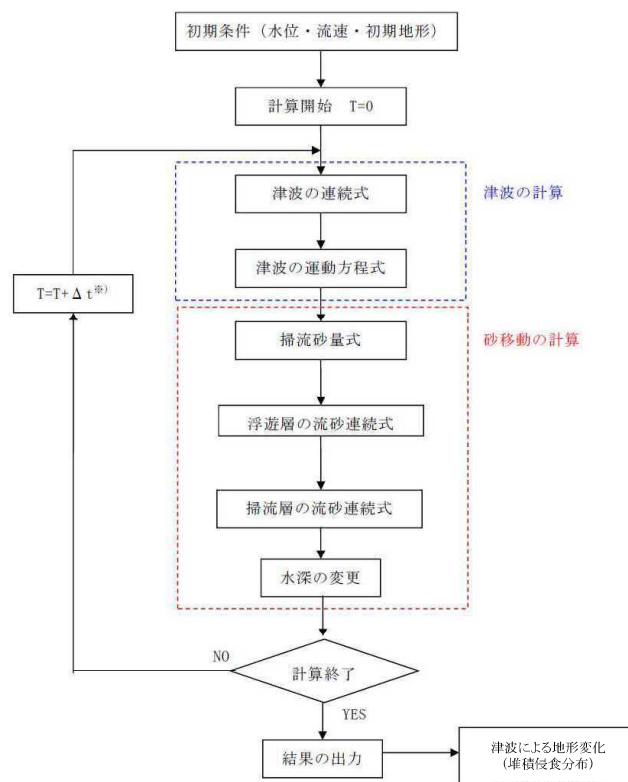 初期条件（水位・流速・初期地形）
計算開始　T=0
津波の連続式
津波の計算
津波の運動方程式
T=T+Δt※)
掃流砂量式
砂移動の計算
浮遊層の流砂連続式
掃流層の流砂連続式
水深の変更
NO
計算終了
YES
結果の出力
津波による地形変化
(堆積侵食分布)